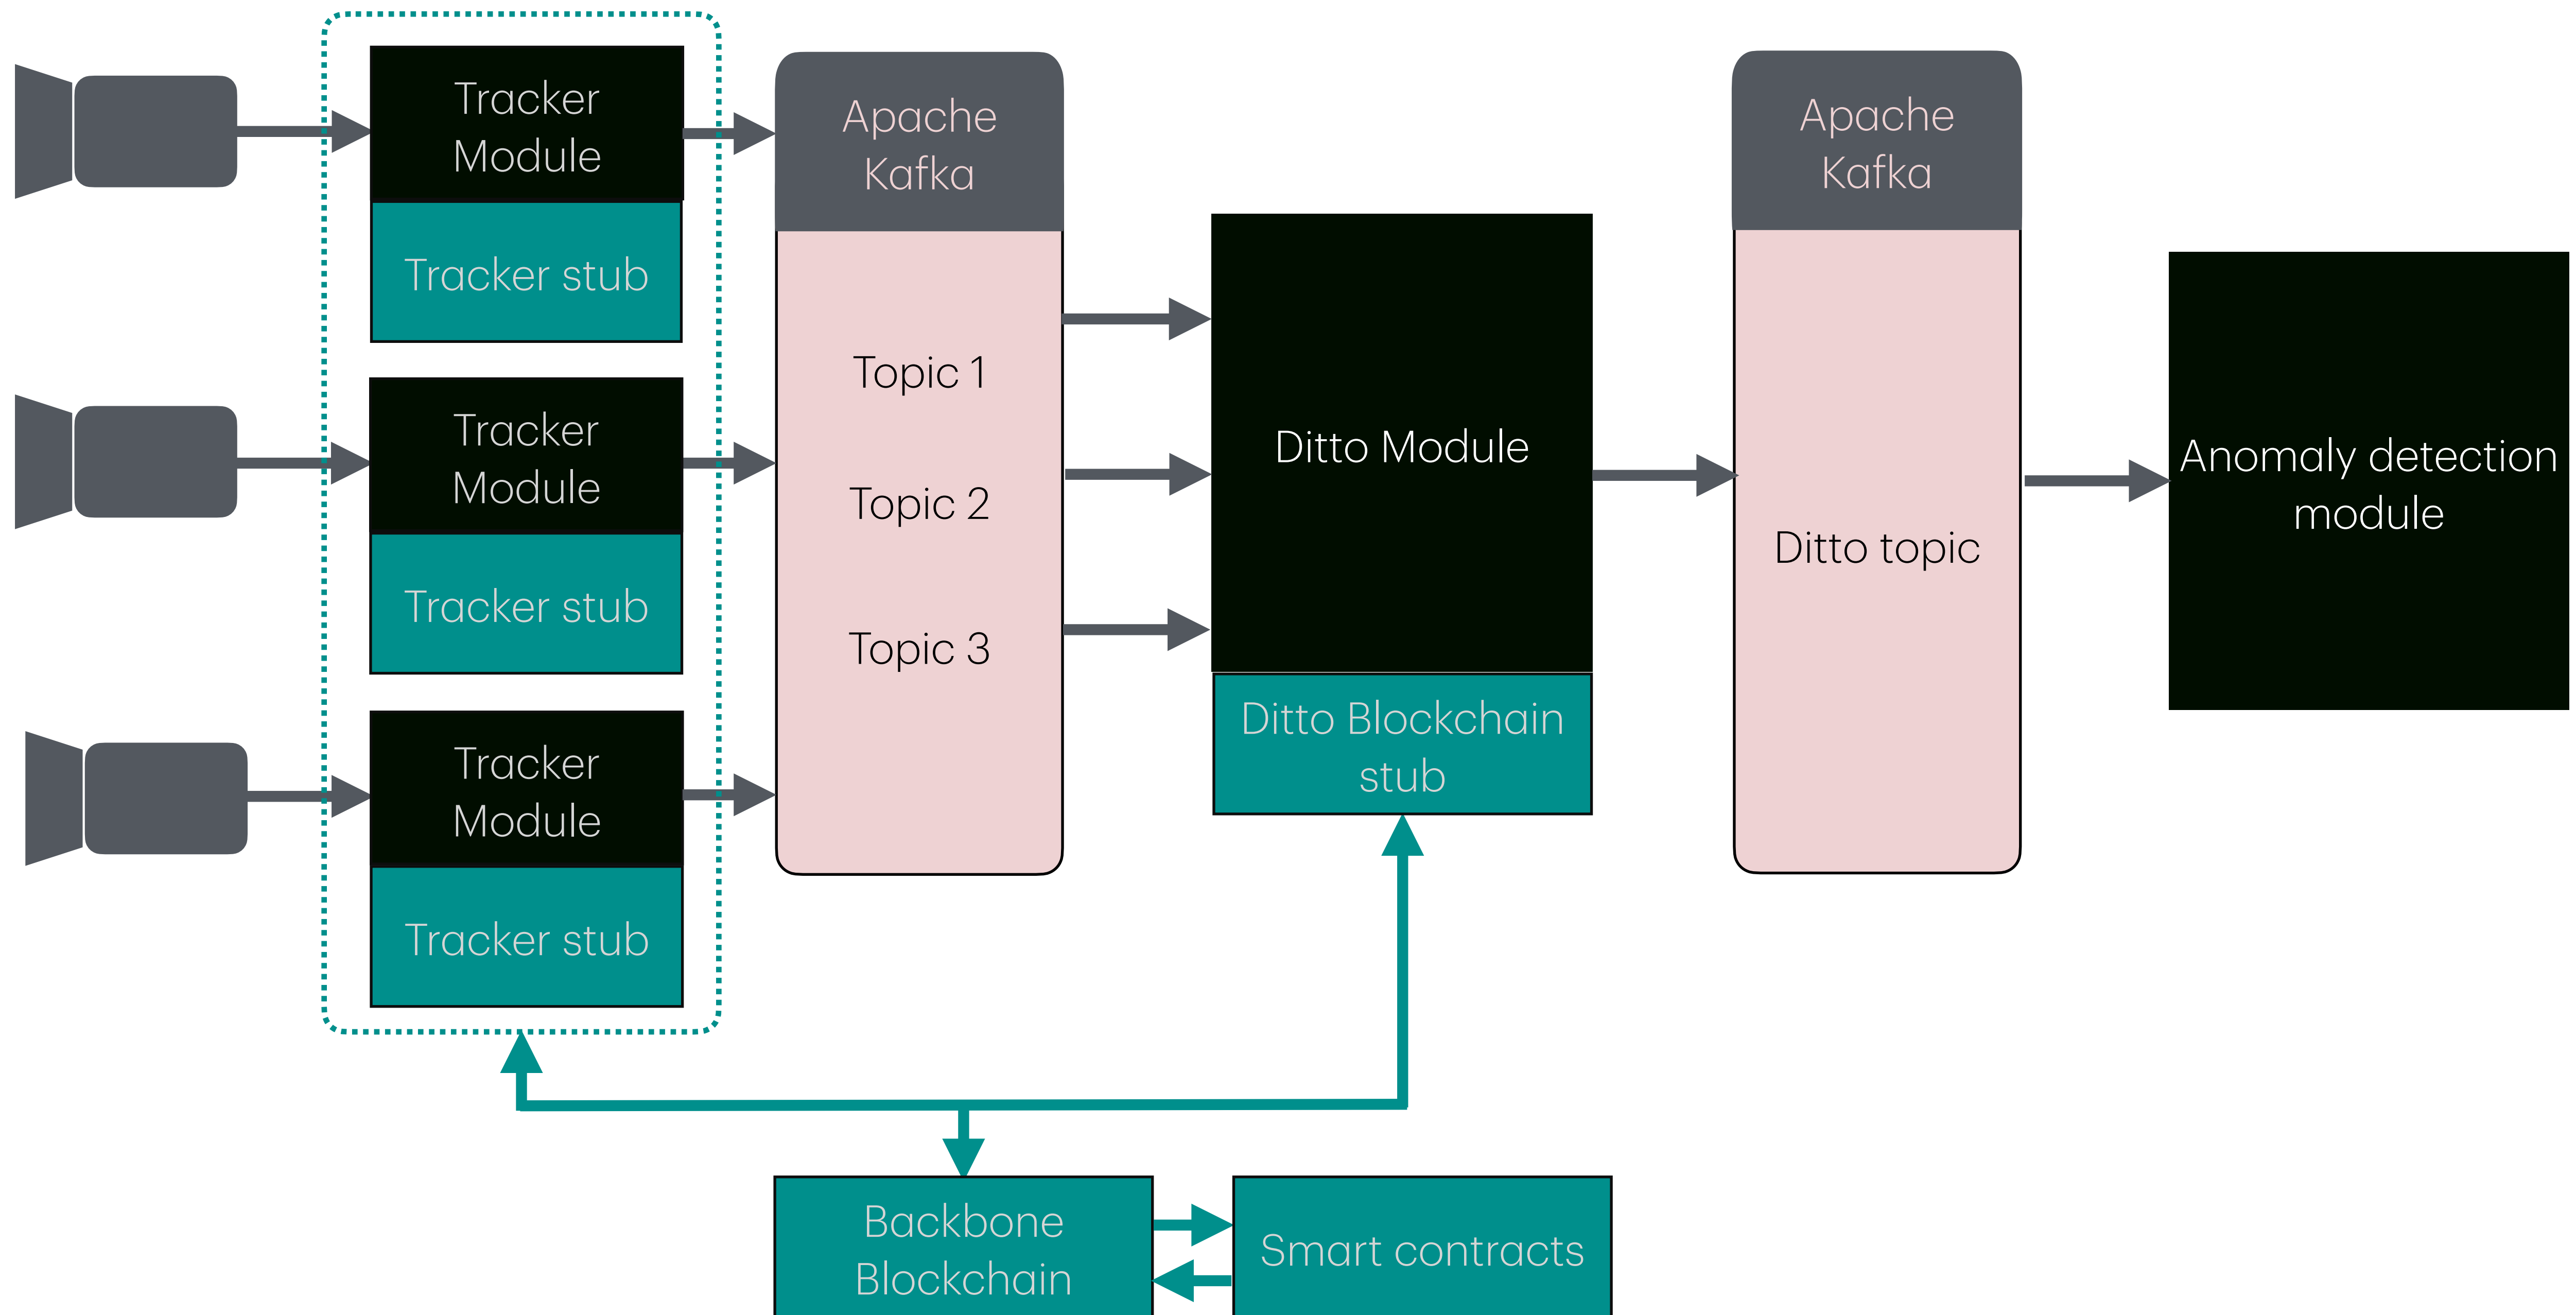 Tracker
Module
Tracker stub
Tracker
Module
Tracker stub
Tracker
Module
Tracker stub
Apache
Kafka
Topic 1
Topic 2
Topic 3
Ditto Module
Ditto Blockchain
stub
Apache
Kafka
Ditto topic
Anomaly detection
module
Backbone
Blockchain
Smart contracts